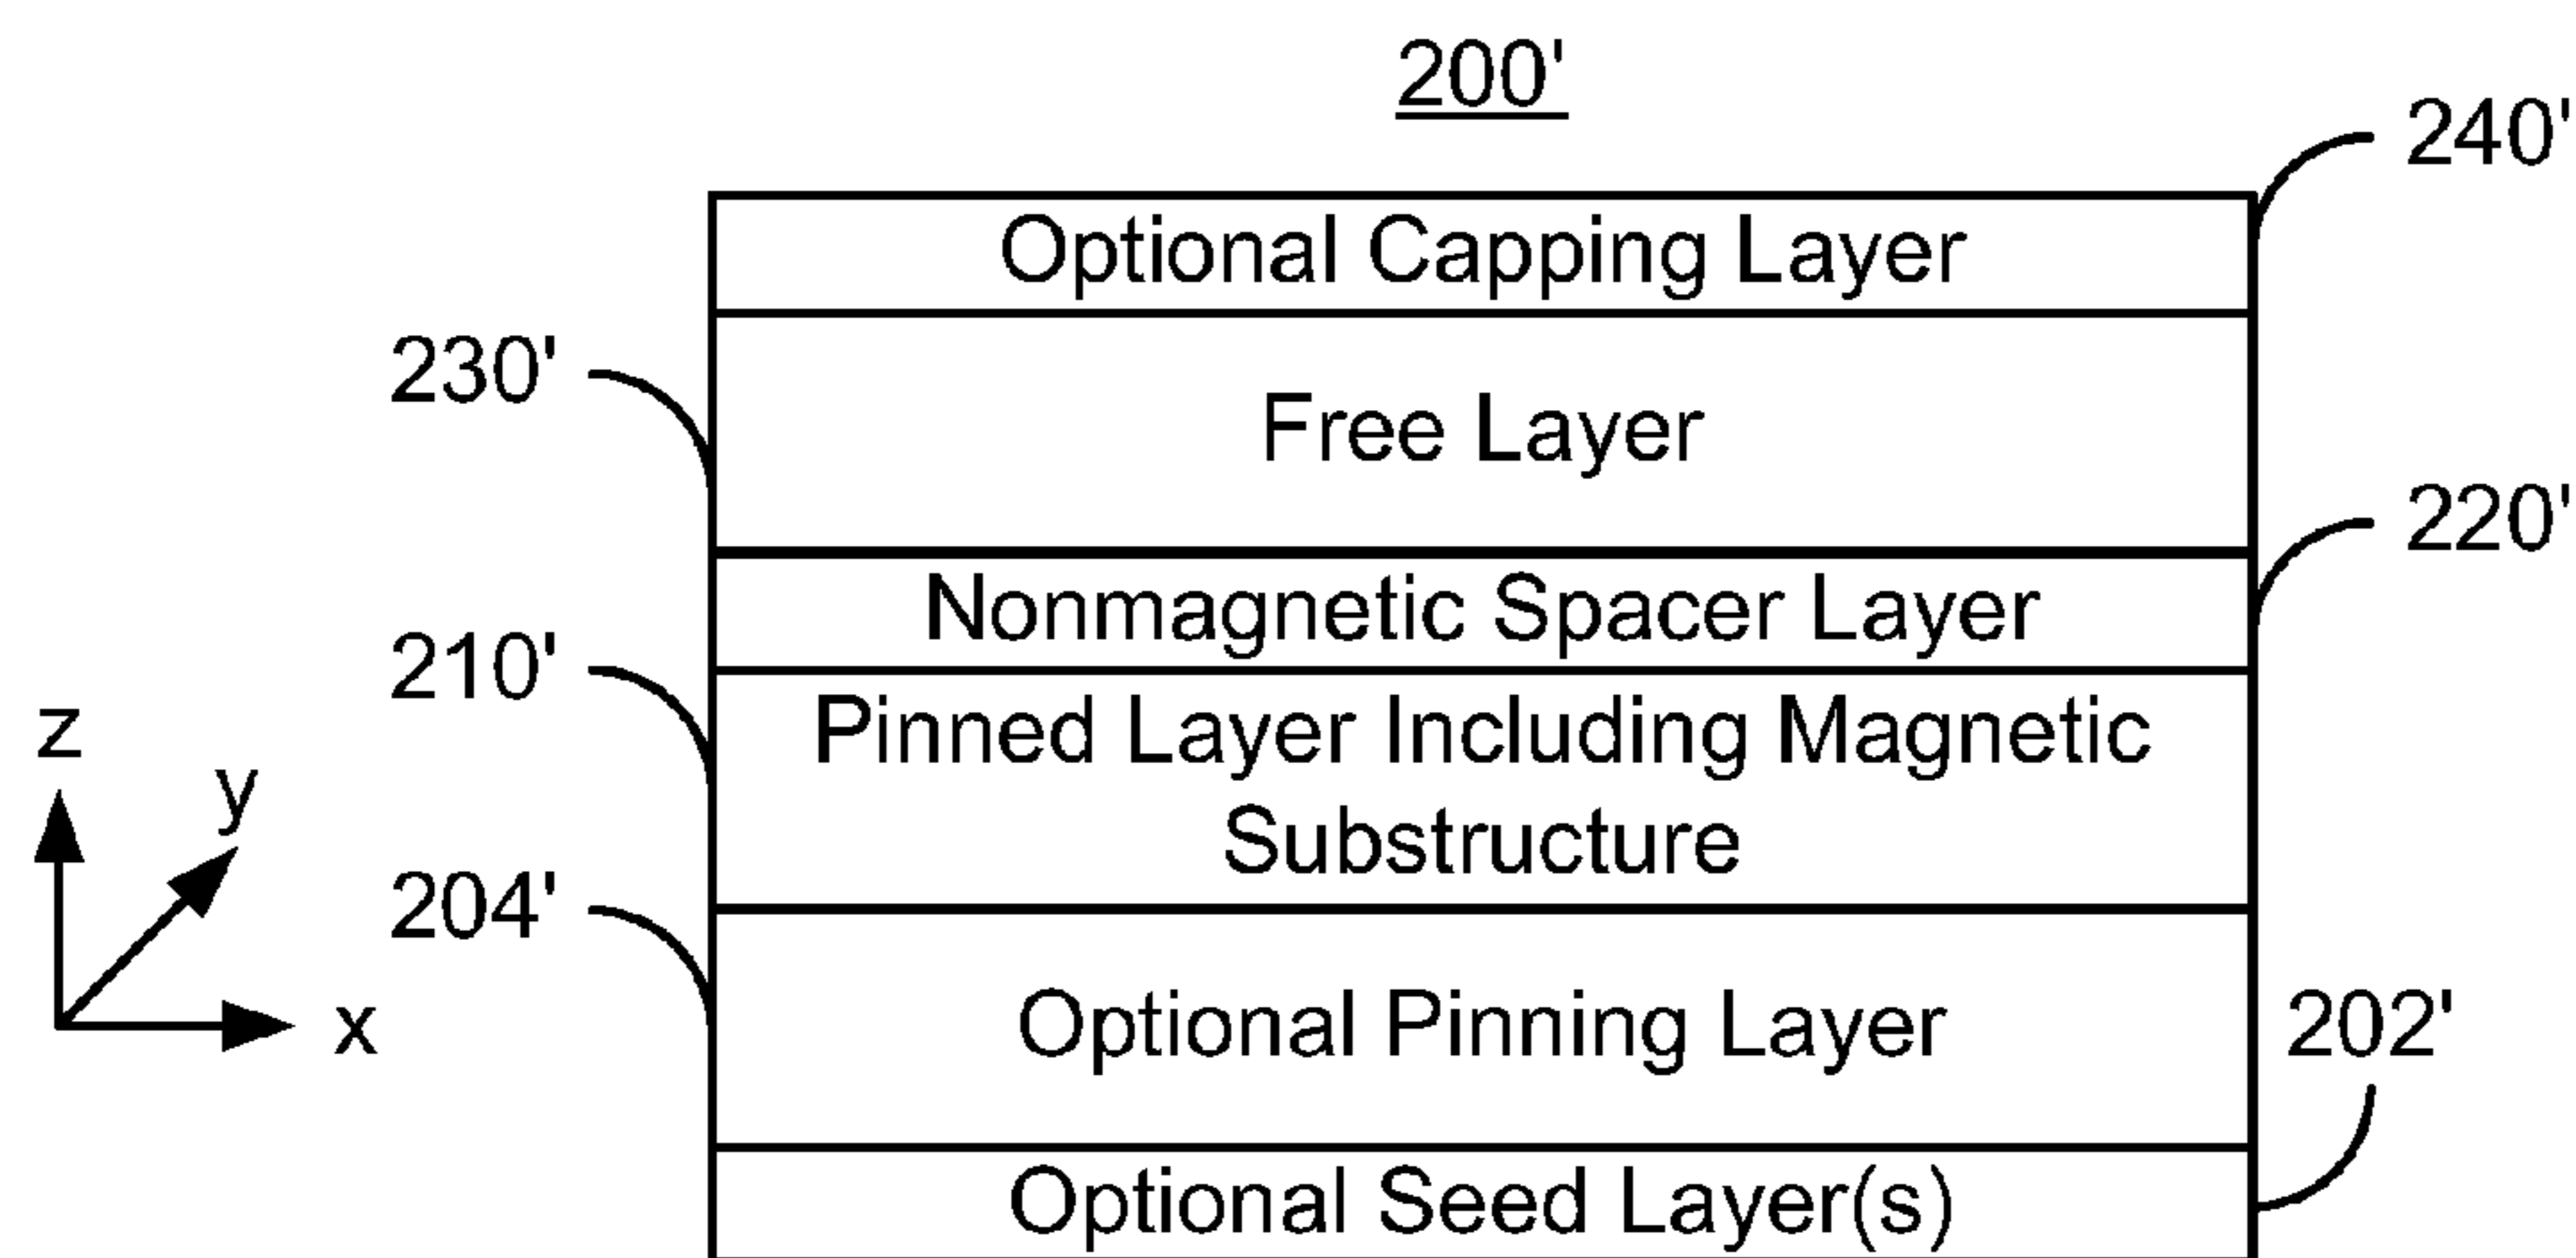 200'
240'
Optional Capping Layer
230'
Free Layer
220'
Nonmagnetic Spacer Layer
210'
Pinned Layer Including Magnetic
Substructure
z
y
204'
Optional Pinning Layer
202'
x
Optional Seed Layer(s)